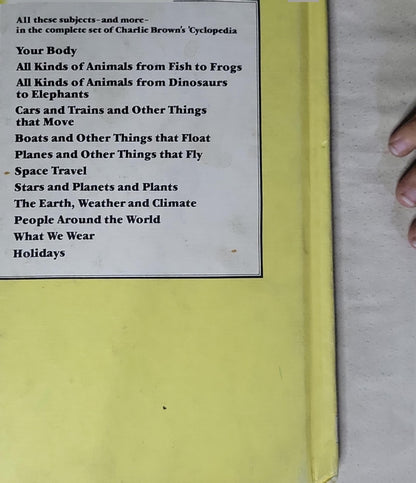 All these subjects-and more-
in the complete set of Charlie Brown's 'Cyclopedia
Your Body
All Kinds of Animals from Fish to Frogs
All Kinds of Animals from Dinosaurs
to Elephants
Cars and Trains and Other Things
that Move
Boats and Other Things that Float
Planes and Other Things that Fly
Space Travel
Stars and Planets and Plants
The Earth, Weather and Climate
People Around the World
What We Wear
Holidays